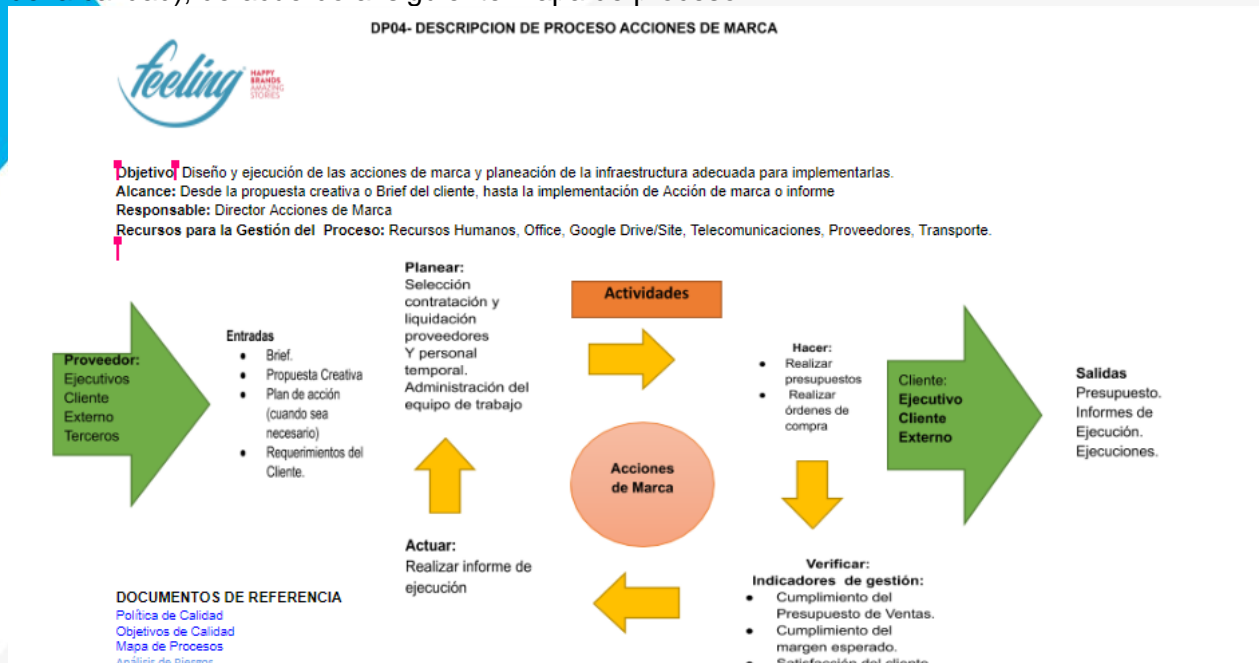 DP04- DESCRIPCION DE PROCESO ACCIONES DE MARCA
feeling
HAPPY
BRANDS
AMAZING
STORIES
Objetivo: Diseño y ejecución de las acciones de marca y planeación de la infraestructura adecuada para implementarlas.
Alcance: Desde la propuesta creativa o Brief del cliente, hasta la implementación de Acción de marca o informe
Responsable: Director Acciones de Marca
Recursos para la Gestión del Proceso: Recursos Humanos, Office, Google Drive/Site, Telecomunicaciones, Proveedores, Transporte.
Proveedor:
Ejecutivos
Cliente
Externo
Terceros
Entradas
• Brief.
• Propuesta Creativa
• Plan de acción
(cuando sea
necesario)
• Requerimientos del
Cliente.
Planear:
Selección
contratación y
liquidación
proveedores
Y personal
temporal.
Administración del
equipo de trabajo
Actividades
Hacer:
• Realizar
presupuestos
• Realizar
órdenes de
compra
Cliente:
Ejecutivo
Cliente
Externo
Salidas
Presupuesto.
Informes de
Ejecución.
Ejecuciones.
Acciones
de Marca
Actuar:
Realizar informe de
ejecución
Verificar:
Indicadores de gestión:
• Cumplimiento del
Presupuesto de Ventas.
• Cumplimiento del
margen esperado.
• Satisfacción del cliente
DOCUMENTOS DE REFERENCIA
Política de Calidad
Objetivos de Calidad
Mapa de Procesos
Análisis de Riesgos